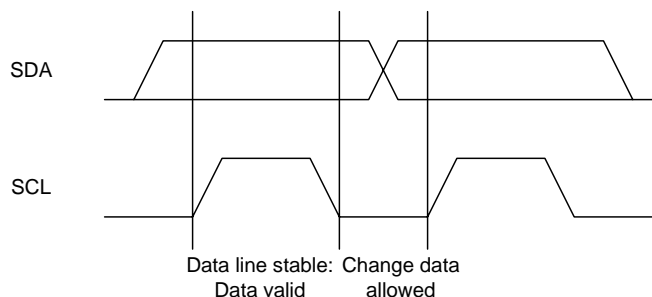 SDA
SCL
Data line stable:
Data valid
Change data
allowed